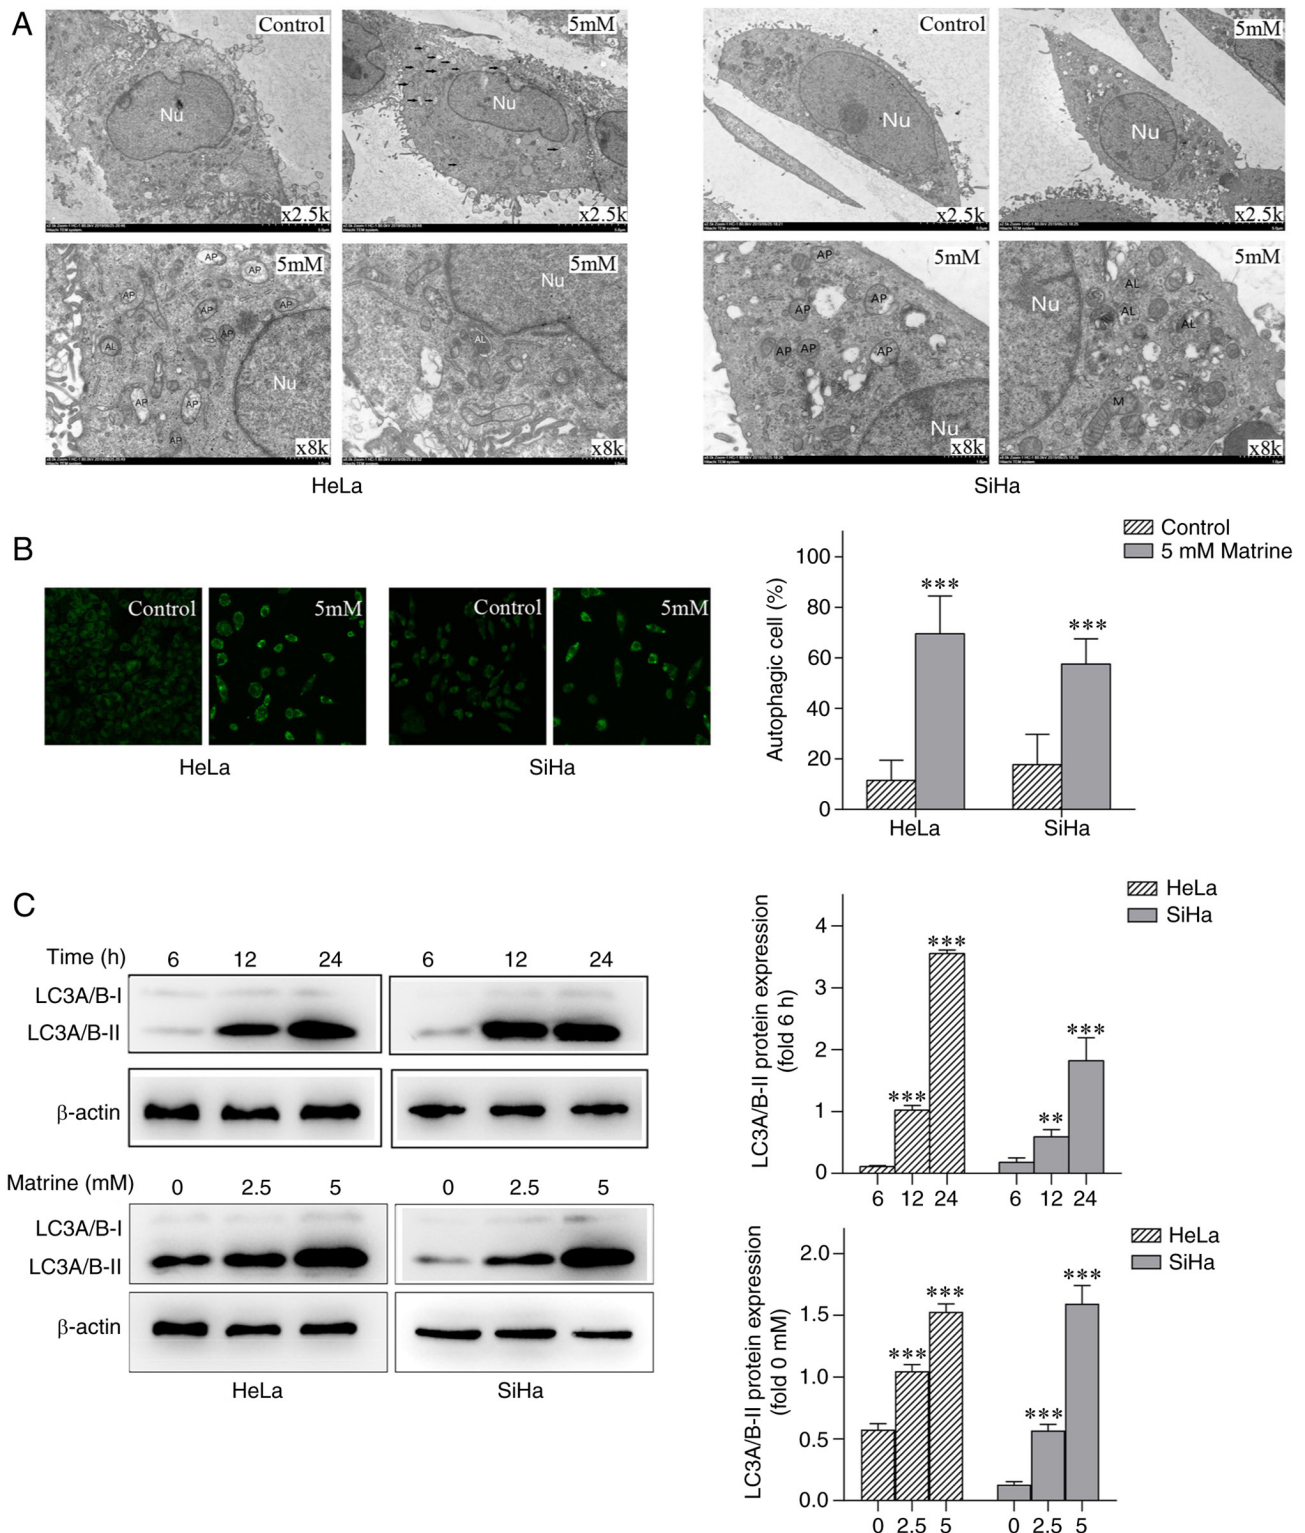 A
Control
Nu
x2.5k
5mM
Nu
x2.5k
Control
Nu
x2.5k
5mM
Nu
x2.5k
5mM
AP
AP
AP
AP
AP
AP
AL
AP
AP
AP
Nu
x8k
5mM
Nu
AL
x8k
5mM
AP
AP
AP
AP
AP
AP
Nu
x8k
5mM
Nu
AL
AL
AL
M
x8k
HeLa
SiHa
B
Control
5mM
Control
5mM
HeLa
SiHa
Control
5 mM Matrine
Autophagic cell (%)
100
80
60
40
20
0
***
***
HeLa
SiHa
C
Time (h) 6 12 24 6 12 24
LC3A/B-I
LC3A/B-II
β-actin
Matrine (mM) 0 2.5 5 0 2.5 5
LC3A/B-I
LC3A/B-II
β-actin
HeLa
SiHa
HeLa
SiHa
LC3A/B-II protein expression
(fold 6 h)
4
3
2
1
0
***
***
**
***
6 12 24 6 12 24
HeLa
SiHa
LC3A/B-II protein expression
(fold 0 mM)
2.0
1.5
1.0
0.5
0.0
***
***
***
***
0 2.5 5 0 2.5 5